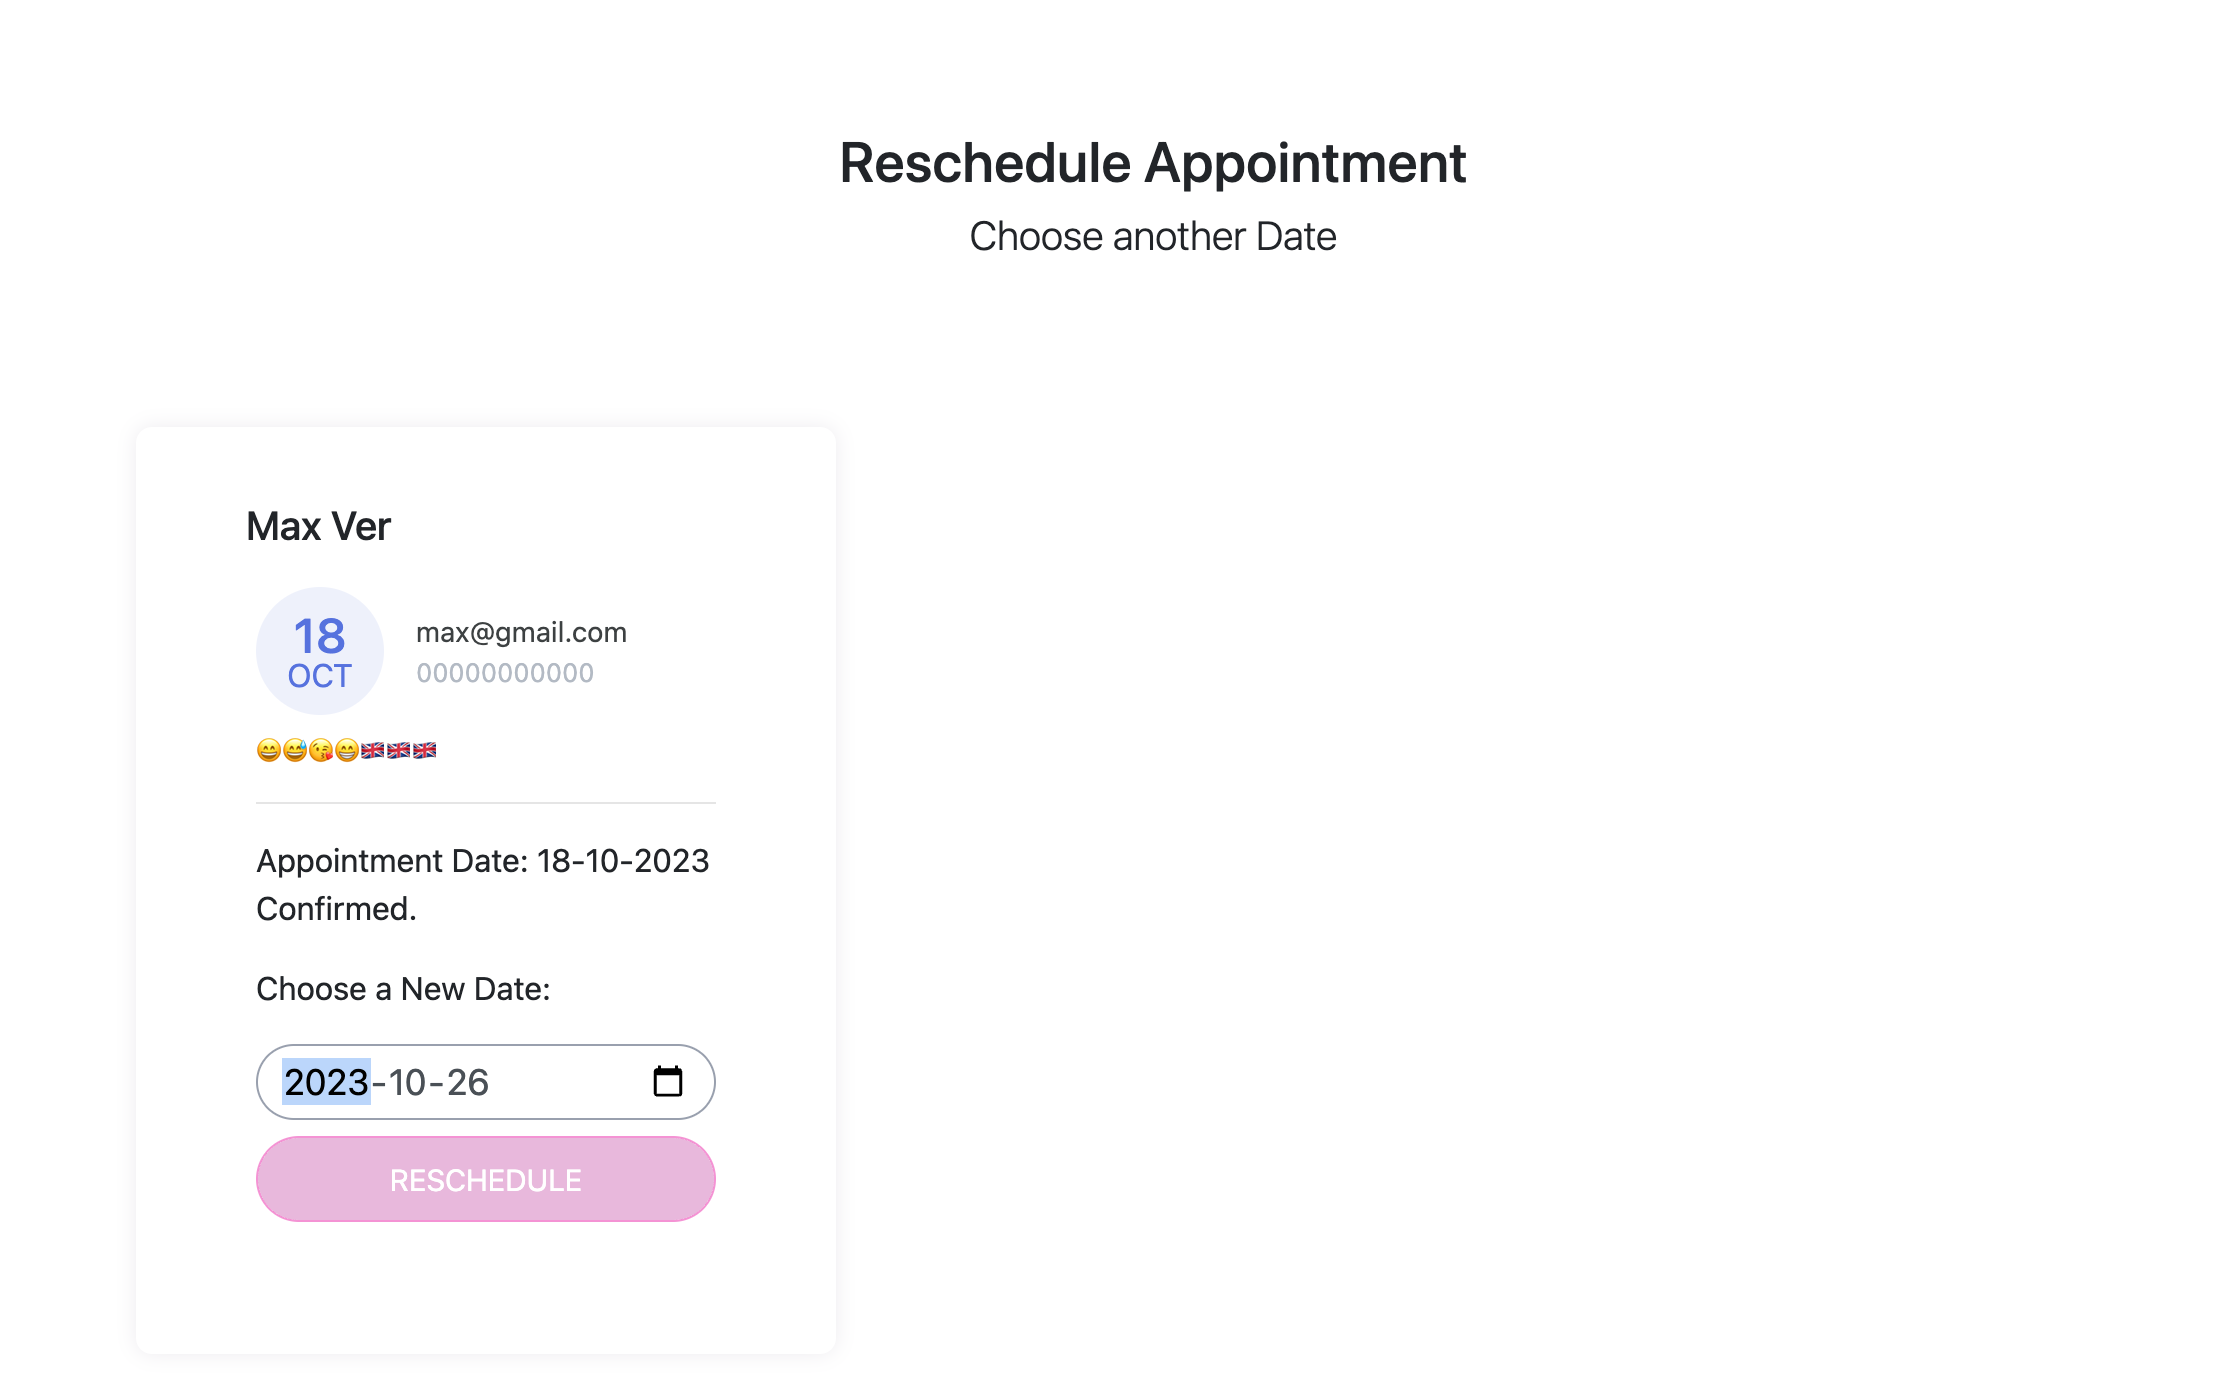 Reschedule Appointment
Choose another Date
Max Ver
18
OCT
max@gmail.com
00000000000
😄😅😘😁🇬🇧🇬🇧🇬🇧
Appointment Date: 18-10-2023
Confirmed.
Choose a New Date:
2023-10-26
RESCHEDULE